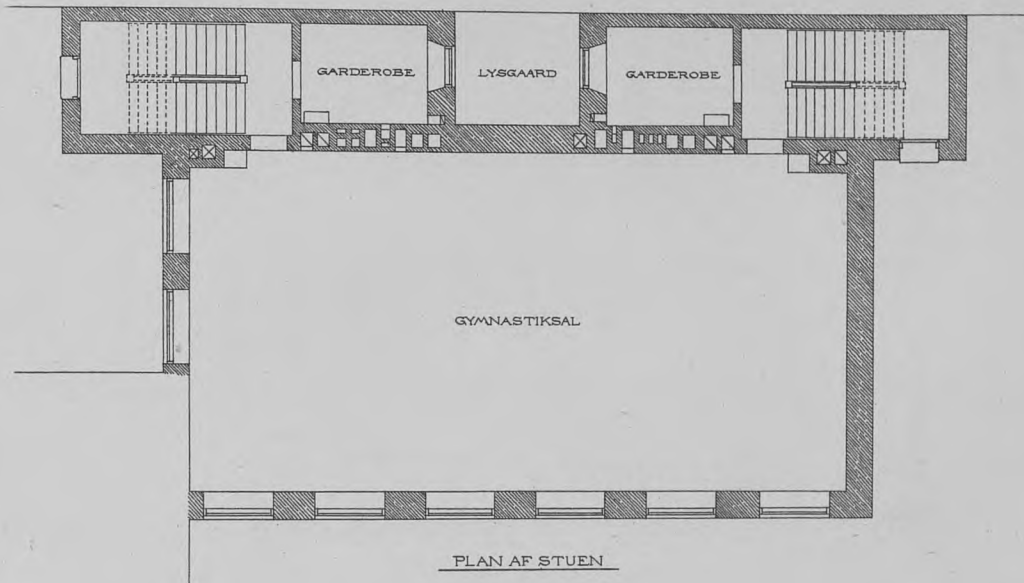 GARDEROBE
LYSGAARD
GARDEROBE
GYMNASTIKSAL
PLAN AF STUEN